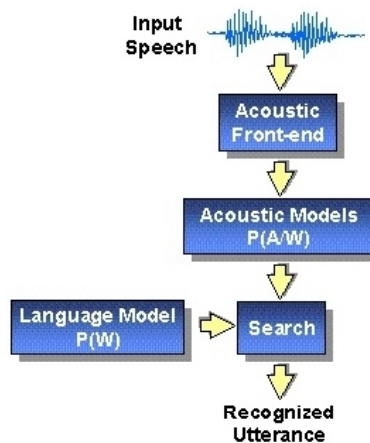 Input
Speech
Acoustic
Front-end
Acoustic Models
P(A/W)
Language Model
P(W)
Search
Recognized
Utterance